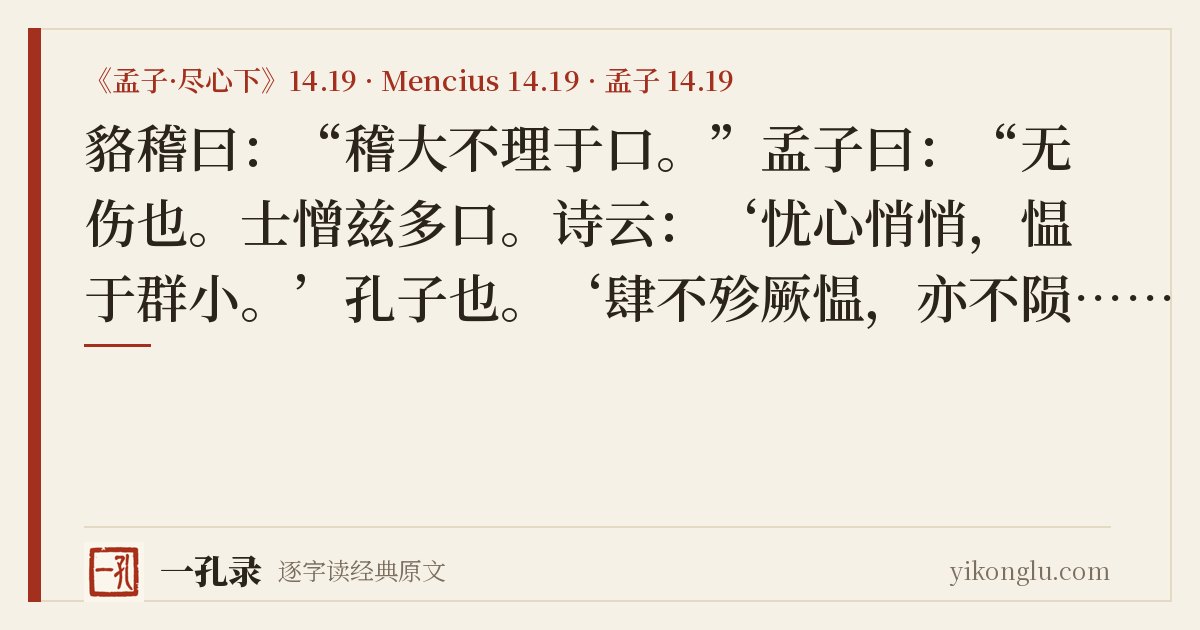 《孟子·尽心下》14.19 · Mencius 14.19 · 孟子 14.19
貉稽曰：“稽大不理于口。”孟子曰：“无
伤也。士憎兹多口。诗云：‘忧心悄悄，愠
于群小。’孔子也。‘肆不殄厥愠，亦不陨……
一孔
一孔录 逐字读经典原文
yikonglu.com